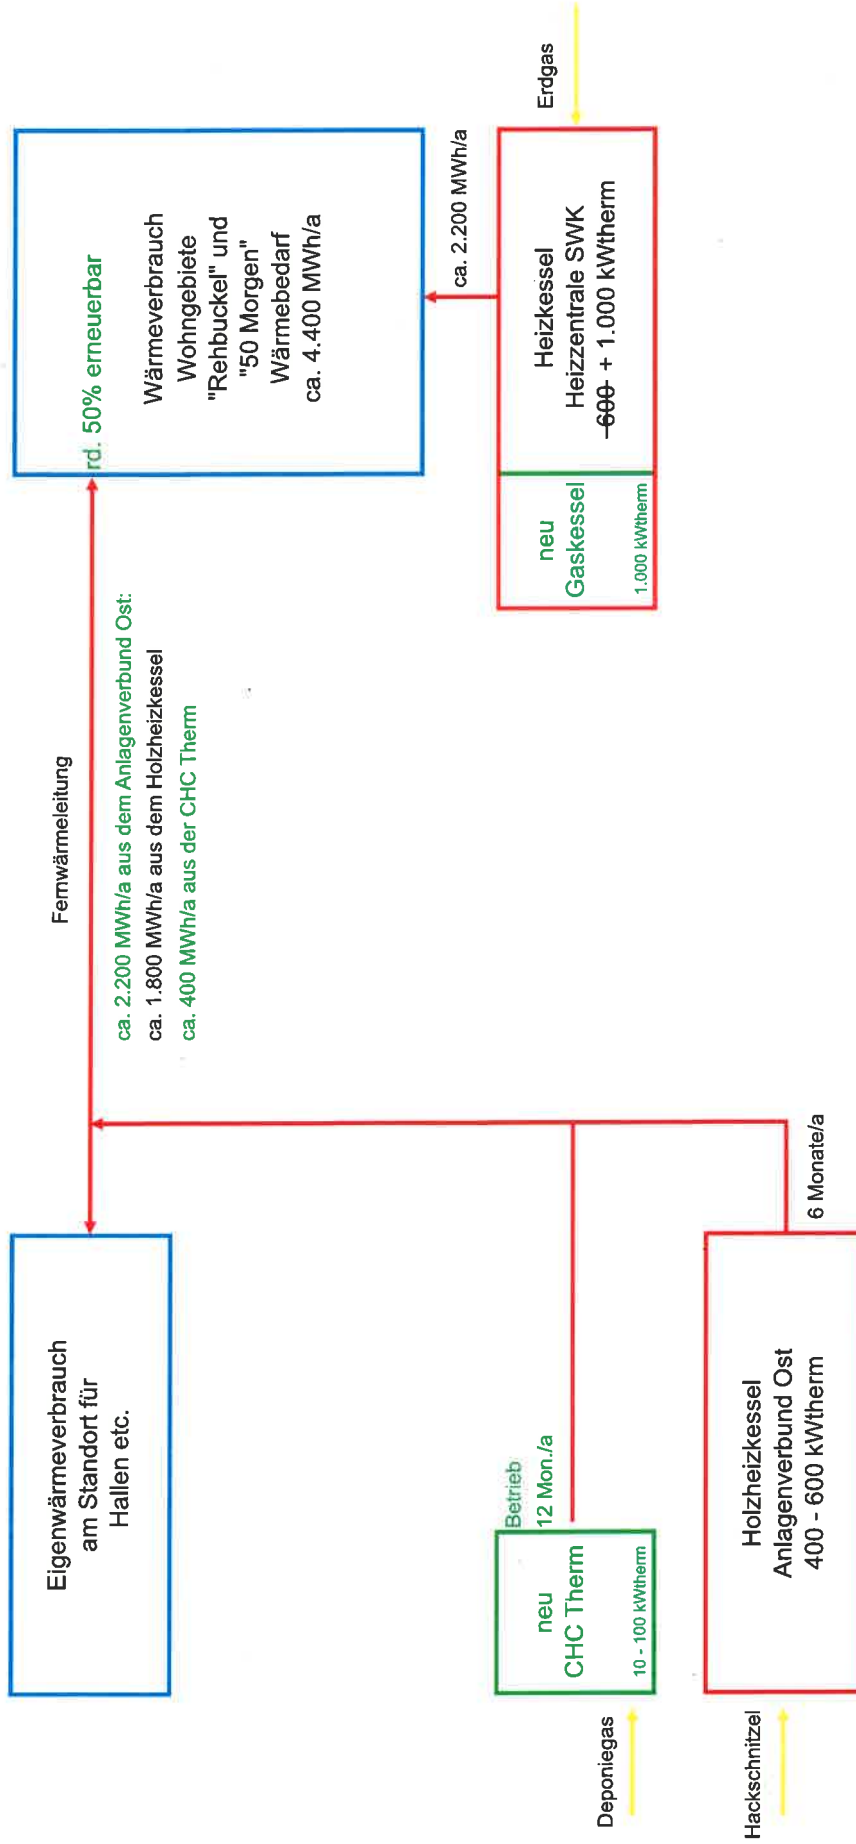 Eigenwärmeverbrauch
am Standort für
Hallen etc.
Fernwärmeleitung
ca. 2.200 MWh/a aus dem Anlagenverbund Ost:
ca. 1.800 MWh/a aus dem Holzheizkessel
ca. 400 MWh/a aus der CHC Therm
rd. 50% erneuerbar
Wärmeverbrauch
Wohngebiete
"Rehbuckel" und
"50 Morgen"
Wärmebedarf
ca. 4.400 MWh/a
ca. 2.200 MWh/a
Deponiegas
neu
CHC Therm
10 - 100 kWtherm
Betrieb
12 Mon./a
neu
Gaskessel
1.000 kWtherm
Heizkessel
Heizzentrale SWK
600 + 1.000 kWtherm
Erdgas
Hackschnitzel
Holzheizkessel
Anlagenverbund Ost
400 - 600 kWtherm
6 Monate/a